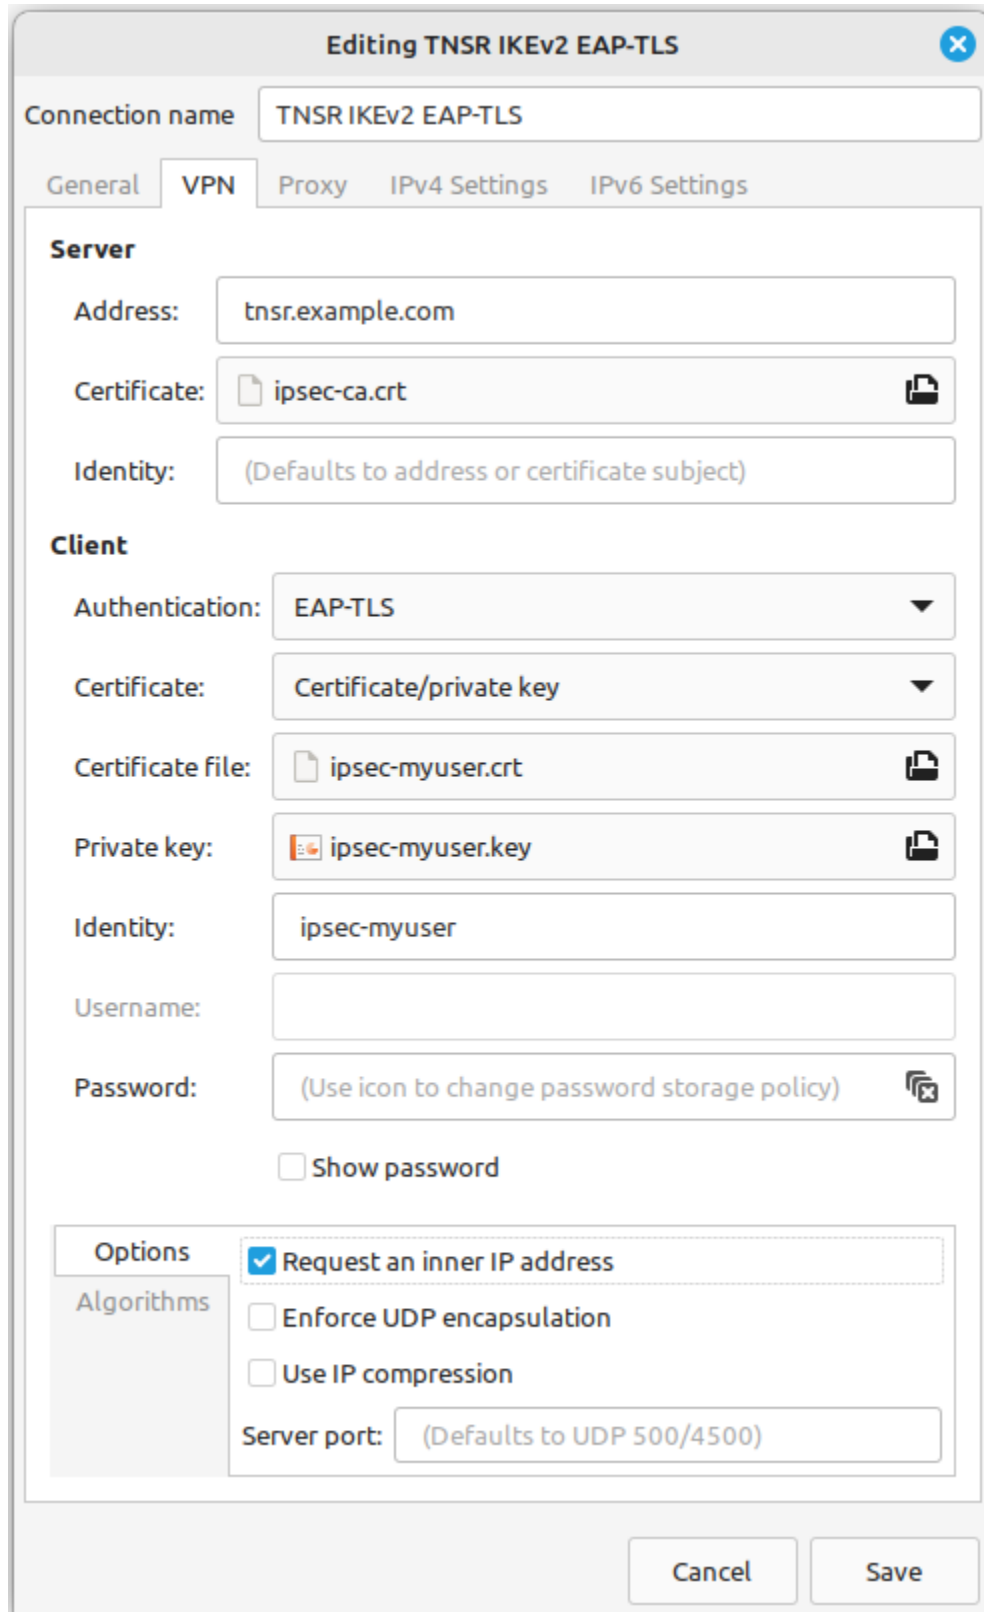 Editing TNSR IKEv2 EAP-TLS
Connection name TNSR IKEv2 EAP-TLS
General VPN Proxy IPv4 Settings IPv6 Settings
Server
Address: tnsr.example.com
Certificate: ipsec-ca.crt
Identity: (Defaults to address or certificate subject)
Client
Authentication: EAP-TLS
Certificate: Certificate/private key
Certificate file: ipsec-myuser.crt
Private key: ipsec-myuser.key
Identity: ipsec-myuser
Username:
Password: (Use icon to change password storage policy)
Show password
Options Request an inner IP address
Algorithms Enforce UDP encapsulation
Use IP compression
Server port: (Defaults to UDP 500/4500)
Cancel Save